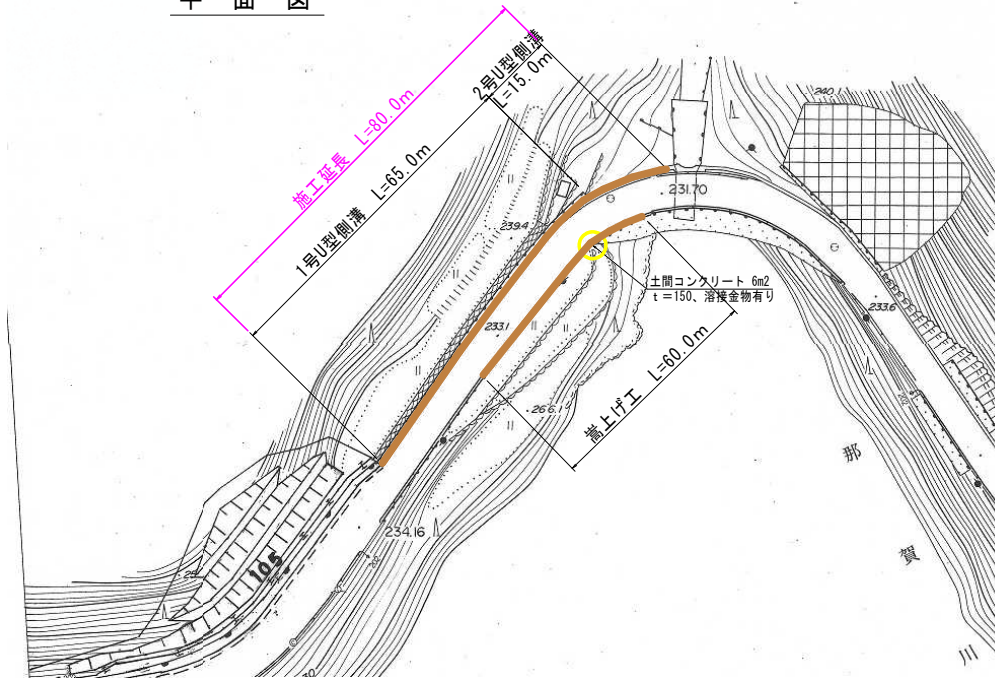 平面図
施工延長 L=80.0m
2号U型側溝
L=15.0m
1号U型側溝 L=65.0m
240.1
231.70
239.4
土間コンクリート 6m2
t=150、溶接金物有り
233.6
233.1
嵩上げ工 L=60.0m
266.1
那賀川
234.16
105